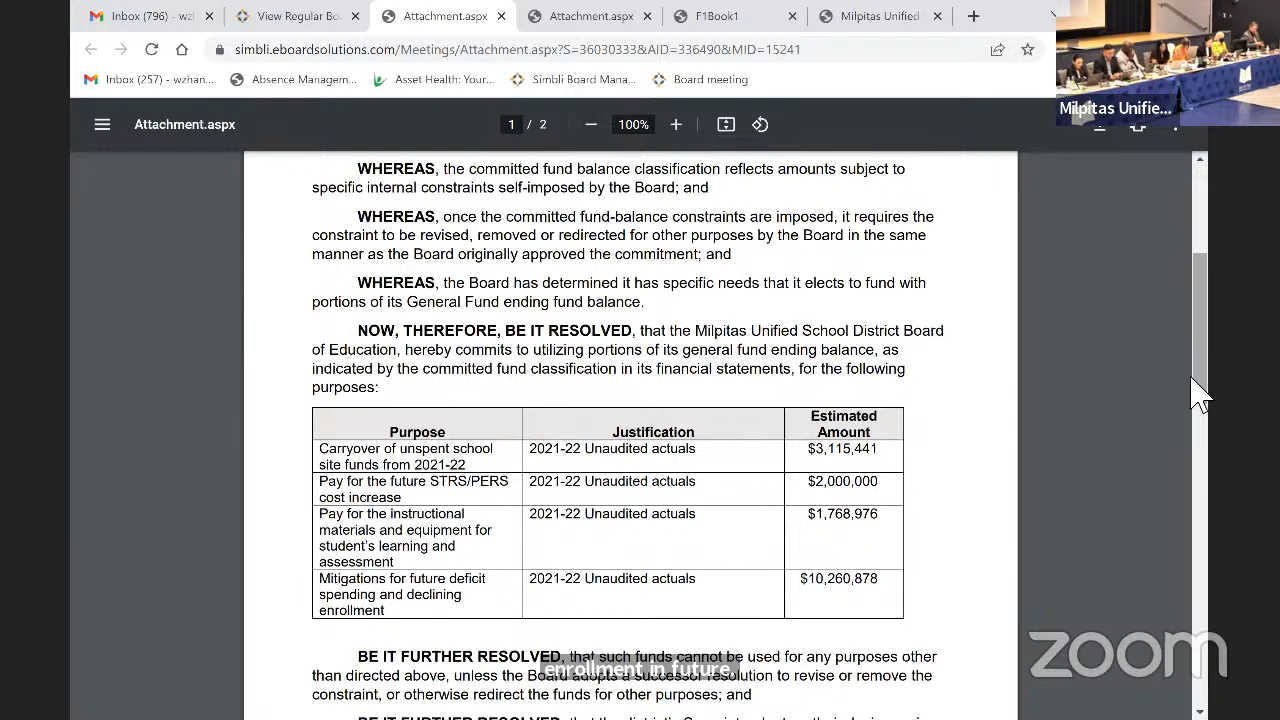 Inbox (796) - wzh
View Regular Bo
Attachment.aspx
Attachment.aspx
F1Book1
Milpitas Unified
simbli.eboardsolutions.com/Meetings/Attachment.aspx?S=36030333&AID=336490&MID=15241
Inbox (257) - wzhan...
Absence Managem...
Asset Health: Your...
Simbli Board Mana...
Board meeting
Milpitas Unifie...
Attachment.aspx
1 / 2
100%
WHEREAS, the committed fund balance classification reflects amounts subject to
specific internal constraints self-imposed by the Board; and
WHEREAS, once the committed fund-balance constraints are imposed, it requires the
constraint to be revised, removed or redirected for other purposes by the Board in the same
manner as the Board originally approved the commitment; and
WHEREAS, the Board has determined it has specific needs that it elects to fund with
portions of its General Fund ending fund balance.
NOW, THEREFORE, BE IT RESOLVED, that the Milpitas Unified School District Board
of Education, hereby commits to utilizing portions of its general fund ending balance, as
indicated by the committed fund classification in its financial statements, for the following
purposes:
Purpose
Justification
Estimated
Amount
Carryover of unspent school
site funds from 2021-22
2021-22 Unaudited actuals
$3,115,441
Pay for the future STRS/PERS
cost increase
2021-22 Unaudited actuals
$2,000,000
Pay for the instructional
materials and equipment for
student's learning and
assessment
2021-22 Unaudited actuals
$1,768,976
Mitigations for future deficit
spending and declining
enrollment
2021-22 Unaudited actuals
$10,260,878
BE IT FURTHER RESOLVED, that such funds cannot be used for any purposes other
enrollment in future
than directed above, unless the Board adopts a successor resolution to revise or remove the
constraint, or otherwise redirect the funds for other purposes; and
zoom